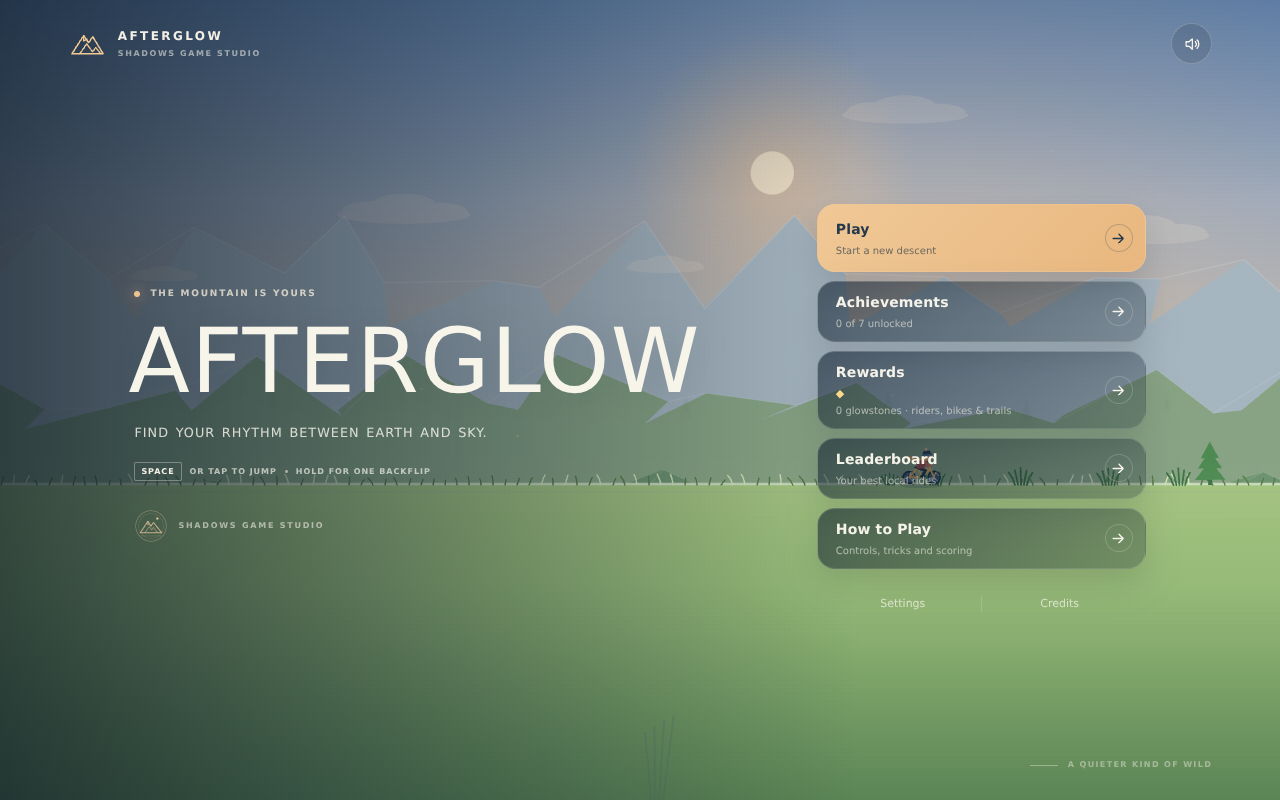 AFTERGLOW
SHADOWS GAME STUDIO
THE MOUNTAIN IS YOURS
AFTERGLOW
FIND YOUR RHYTHM BETWEEN EARTH AND SKY.
SPACE OR TAP TO JUMP • HOLD FOR ONE BACKFLIP
SHADOWS GAME STUDIO
Play
Start a new descent
Achievements
0 of 7 unlocked
Rewards
0 glowstones · riders, bikes & trails
Leaderboard
Your best local rides
How to Play
Controls, tricks and scoring
Settings
Credits
A QUIETER KIND OF WILD